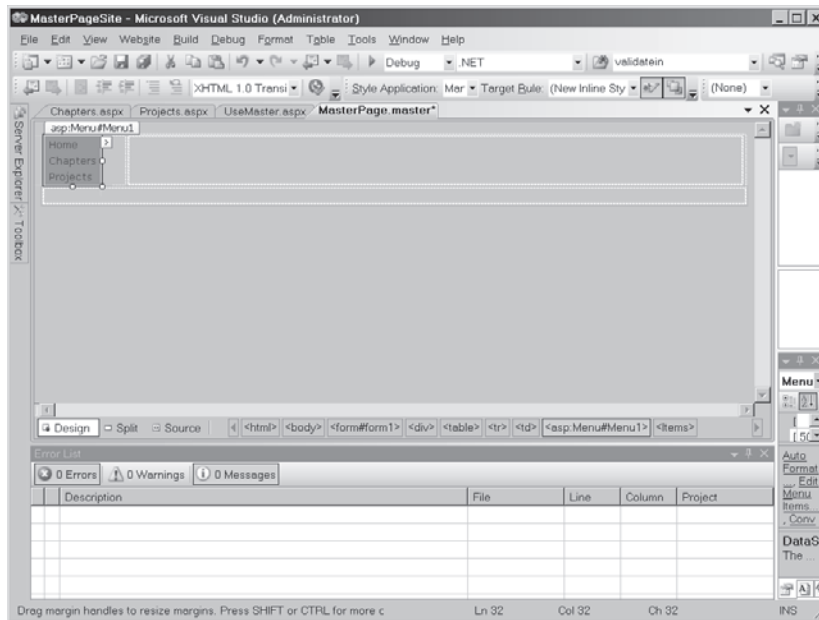 MasterPageSite - Microsoft Visual Studio (Administrator)
File Edit View Website Build Debug Format Table Tools Window Help
Debug .NET validatein
XHTML 1.0 Transi Style Application: Mar Target Rule: (New Inline Sty (None)
Chapters.aspx Projects.aspx UseMaster.aspx MasterPage.master*
Server Explorer
Toolbox
asp:Menu#Menu1
Home
Chapters
Projects
Design Split Source <html> <body> <form#form1> <div> <table> <tr> <td> <asp:Menu#Menu1> <Items>
Error List
0 Errors 0 Warnings 0 Messages
Description File Line Column Project
Menu
Auto
Format
..., Edit
Menu
Items
..., Conv
DataS
The ...
Drag margin handles to resize margins. Press SHIFT or CTRL for more c Ln 32 Col 32 Ch 32 INS